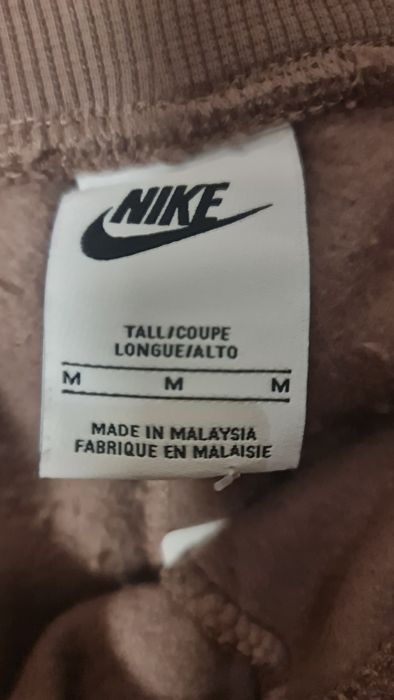 NIKE
TALL/COUPE
LONGUE/ALTO
M M M
MADE IN MALAYSIA
FABRIQUE EN MALAISIE